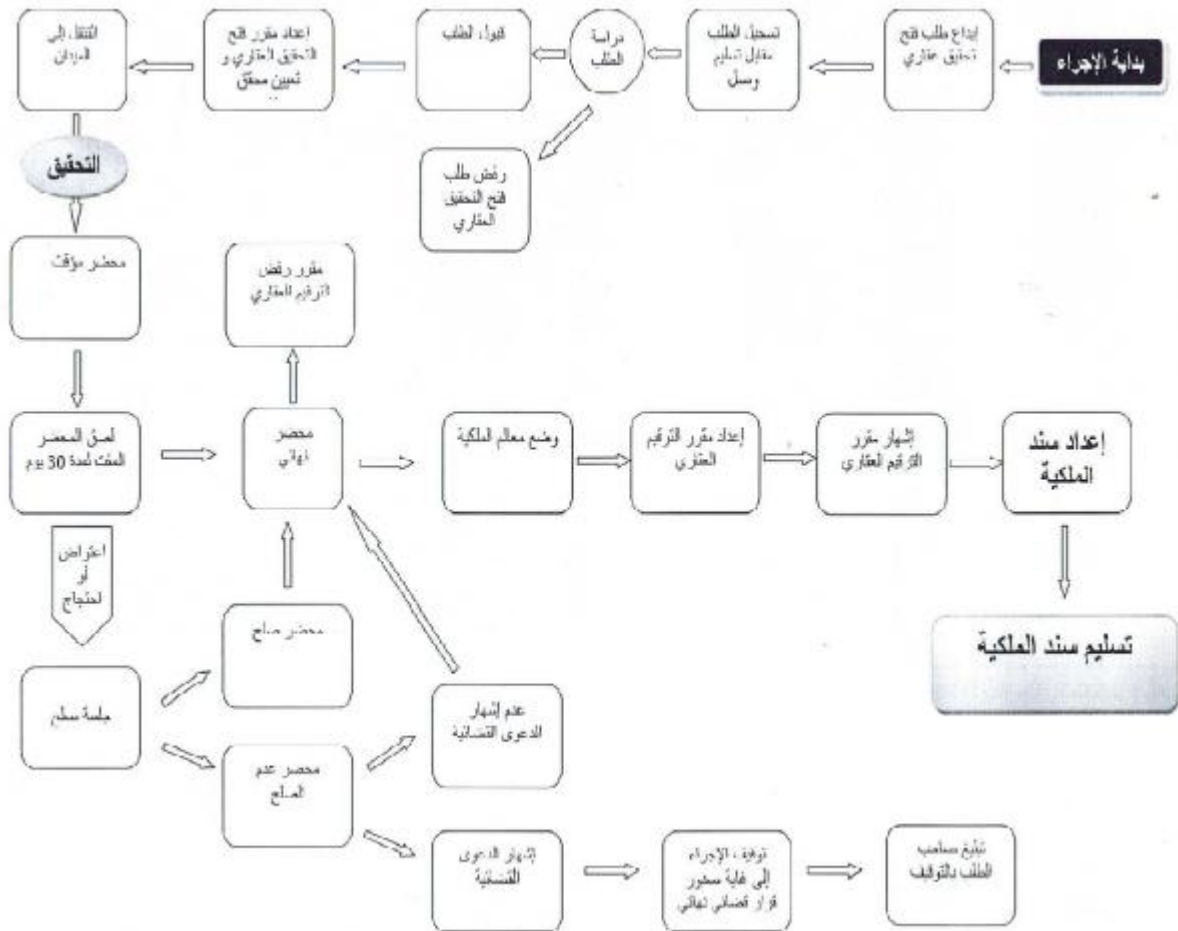 بداية الإجراء
إيداع طلب فتح
تحقيق عقاري
تسجيل الطلب
مقابل تسليم
وصل
دراسة
الطلب
قبول الطلب
اعداد مقرر فتح
التحقيق العقاري و
تعيين محقق
التنقل إلى
الميدان
رفض طلب
فتح التحقيق
العقاري
التحقيق
محضر مؤقت
مقرر رفض
الترقيم العقاري
لصق المحضر
لمدة 30 يوم
محضر
نهائي
وضع معالم الملكية
إعداد مقرر الترقيم
العقاري
إشهار مقرر
الترقيم العقاري
إعداد سند
الملكية
اعتراض
أو
احتجاج
محضر صلح
تسليم سند الملكية
جلسة صلح
عدم إشهار
الدعوى القضائية
محضر عدم
الصلح
إشهار الدعوى
القضائية
توقيف الإجراء
إلى غاية صدور
قرار قضائي نهائي
تبليغ صاحب
الطلب بالتوقيف